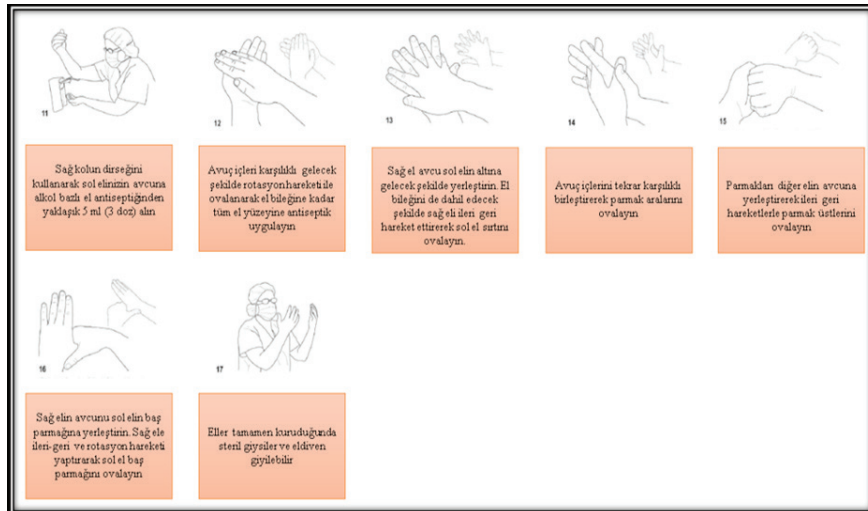 11
12
13
14
15
Sağ kolun dirseğini
kullanarak sol elinizin avcuna
alkol bazlı el antiseptiğinden
yaklaşık 5 ml (3 doz) alın
Avuç içleri karşılıklı gelecek
şekilde rotasyon hareketi ile
ovalanarak el bileğine kadar
tüm el yüzeyine antiseptik
uygulayın
Sağ el avcu sol elin altına
gelecek şekilde yerleştirin. El
bileğini de dahil edecek
şekilde sağ eli ileri geri
hareket ettirerek sol el sırtını
ovalayın.
Avuç içlerini tekrar karşılıklı
birleştirerek parmak aralarını
ovalayın
Parmakları diğer elin avcuna
yerleştirerek ileri geri
hareketlerle parmak üstlerini
ovalayın
16
17
Sağ elin avcunu sol elin baş
parmağına yerleştirin. Sağ ele
ileri-geri ve rotasyon hareketi
yaptırarak sol el baş
parmağını ovalayın
Eller tamamen kuruduğunda
steril giysiler ve eldiven
giyilebilir